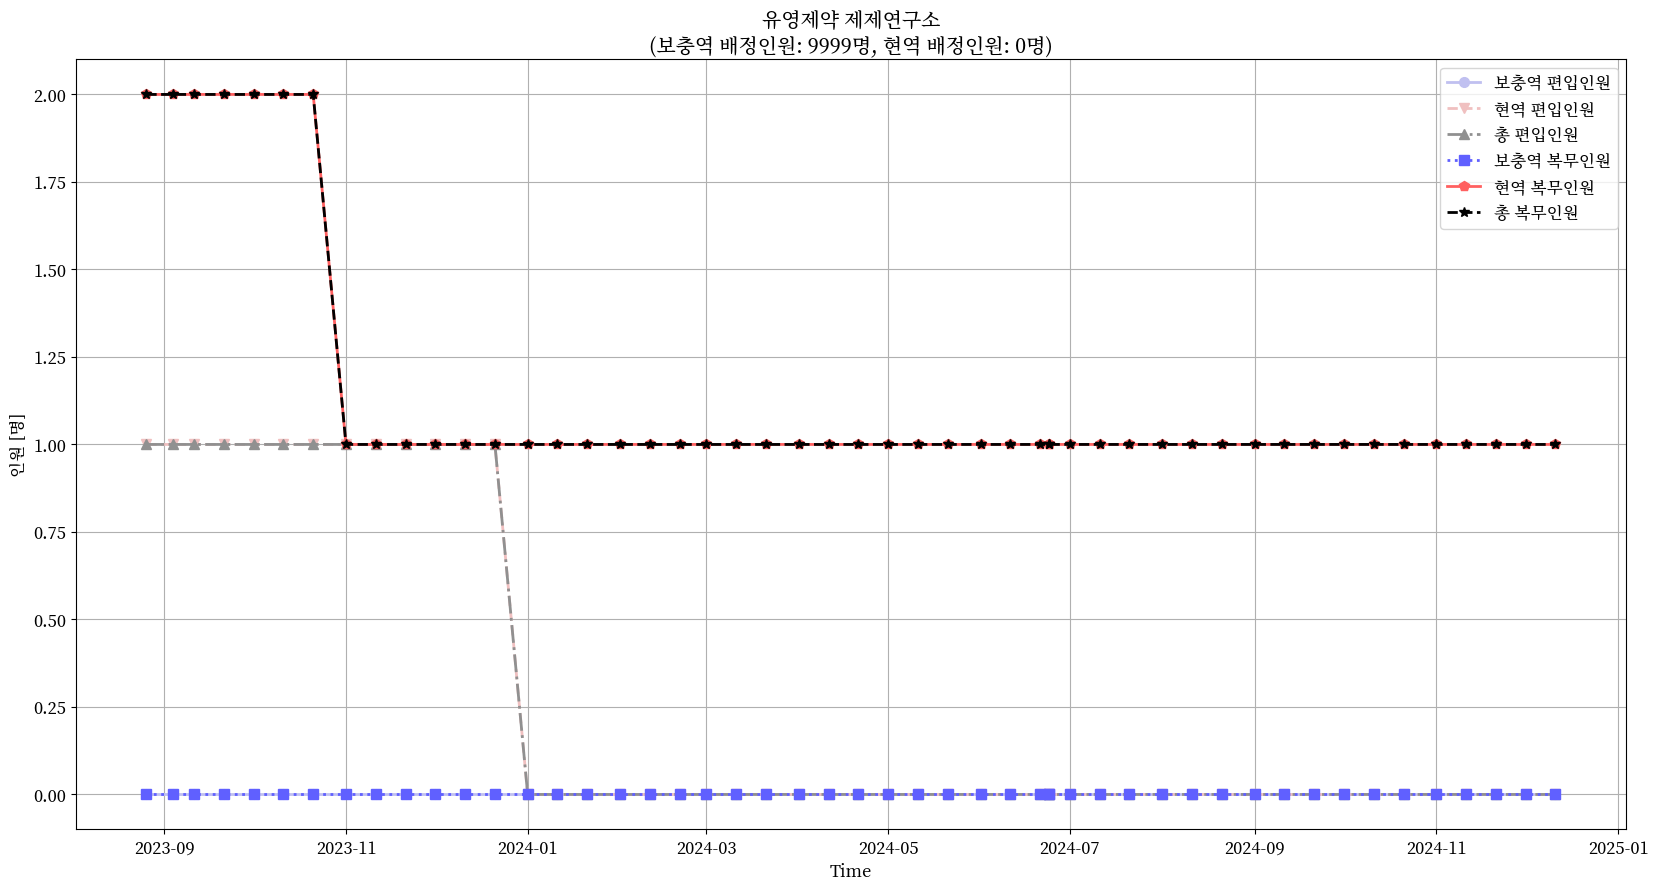 유영제약 제제연구소
(보충역 배정인원: 9999명, 현역 배정인원: 0명)
보충역 편입인원
현역 편입인원
총 편입인원
보충역 복무인원
현역 복무인원
총 복무인원
인원 [명]
2.00
1.75
1.50
1.25
1.00
0.75
0.50
0.25
0.00
2023-09
2023-11
2024-01
2024-03
2024-05
2024-07
2024-09
2024-11
2025-01
Time